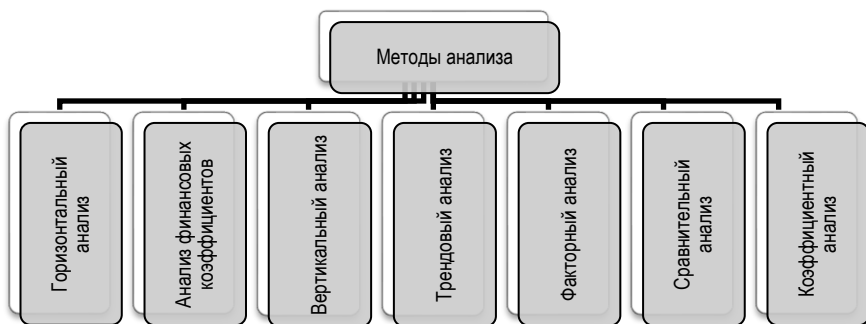 Методы анализа
Горизонтальный
анализ
Анализ финансовых
коэффициентов
Вертикальный анализ
Трендовый анализ
Факторный анализ
Сравнительный
анализ
Коэффициентный
анализ